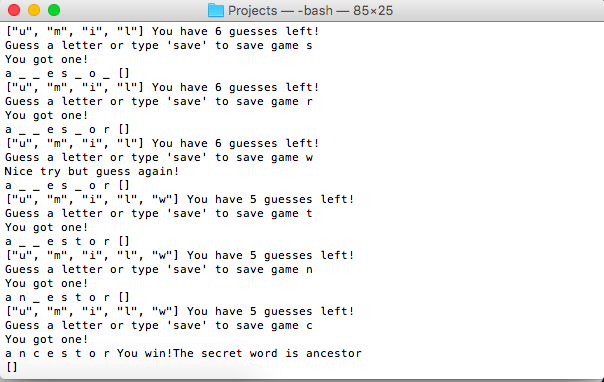 Projects — -bash — 85×25
["u", "m", "i", "l"] You have 6 guesses left!
Guess a letter or type 'save' to save game s
You got one!
a _ _ e s _ o _ []
["u", "m", "i", "l"] You have 6 guesses left!
Guess a letter or type 'save' to save game r
You got one!
a _ _ e s _ o r []
["u", "m", "i", "l"] You have 6 guesses left!
Guess a letter or type 'save' to save game w
Nice try but guess again!
a _ _ e s _ o r []
["u", "m", "i", "l", "w"] You have 5 guesses left!
Guess a letter or type 'save' to save game t
You got one!
a _ _ e s t o r []
["u", "m", "i", "l", "w"] You have 5 guesses left!
Guess a letter or type 'save' to save game n
You got one!
a n _ e s t o r []
["u", "m", "i", "l", "w"] You have 5 guesses left!
Guess a letter or type 'save' to save game c
You got one!
a n c e s t o r You win!The secret word is ancestor
[]